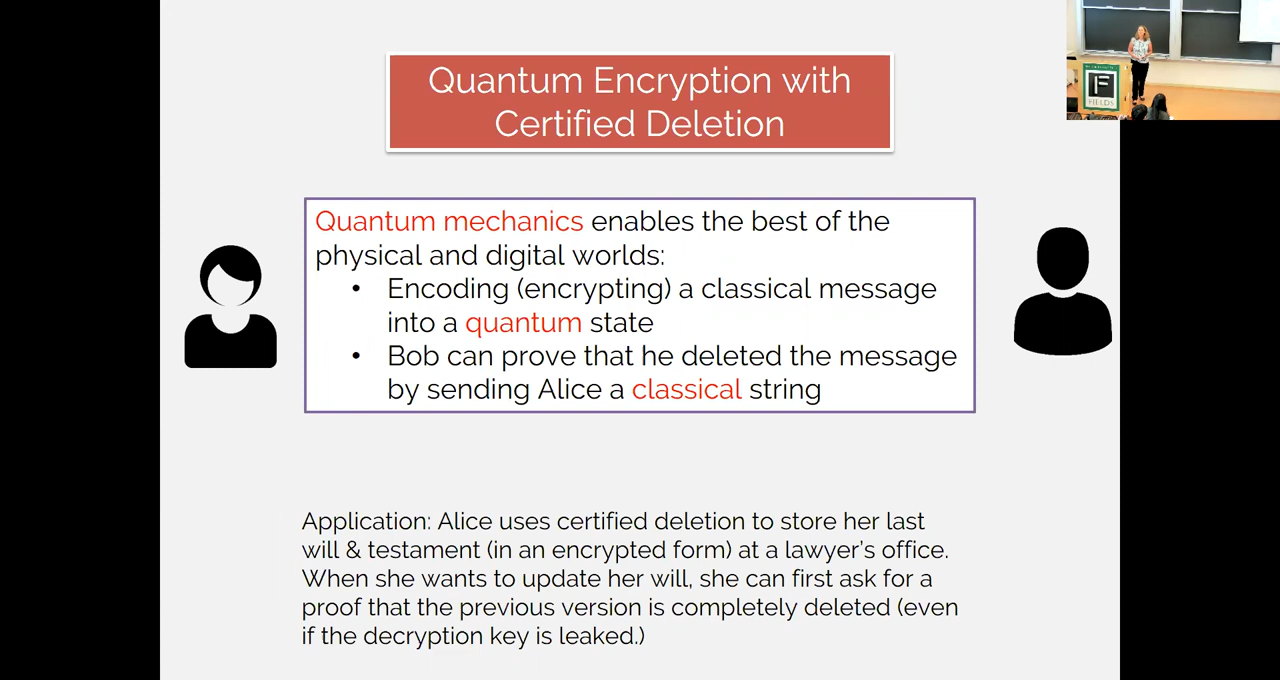 Quantum Encryption with
Certified Deletion
Quantum mechanics enables the best of the
physical and digital worlds:
• Encoding (encrypting) a classical message
into a quantum state
• Bob can prove that he deleted the message
by sending Alice a classical string
Application: Alice uses certified deletion to store her last
will & testament (in an encrypted form) at a lawyer's office.
When she wants to update her will, she can first ask for a
proof that the previous version is completely deleted (even
if the decryption key is leaked.)
F
FIELDS